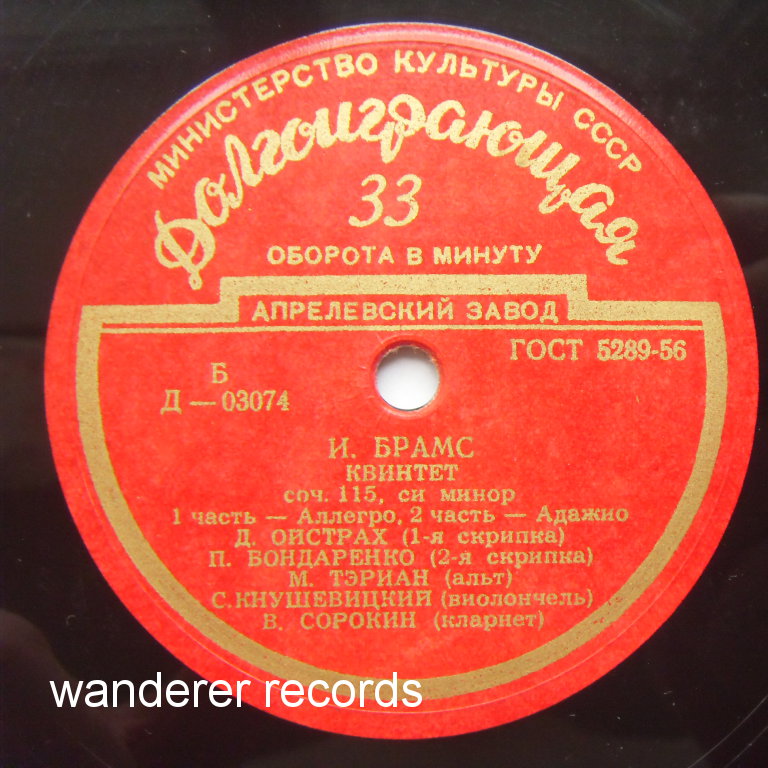 МИНИСТЕРСТВО КУЛЬТУРЫ СССР
Долгоиграющая
33
ОБОРОТА В МИНУТУ
АПРЕЛЕВСКИЙ ЗАВОД
ГОСТ 5289-56
Б
Д — 03074
И. БРАМС
КВИНТЕТ
соч. 115, си минор
1 часть — Аллегро, 2 часть — Адажио
Д. ОЙСТРАХ (1-я скрипка)
П. БОНДАРЕНКО (2-я скрипка)
М. ТЭРИАН (альт)
С. КНУШЕВИЦКИЙ (виолончель)
В. СОРОКИН (кларнет)
wanderer records